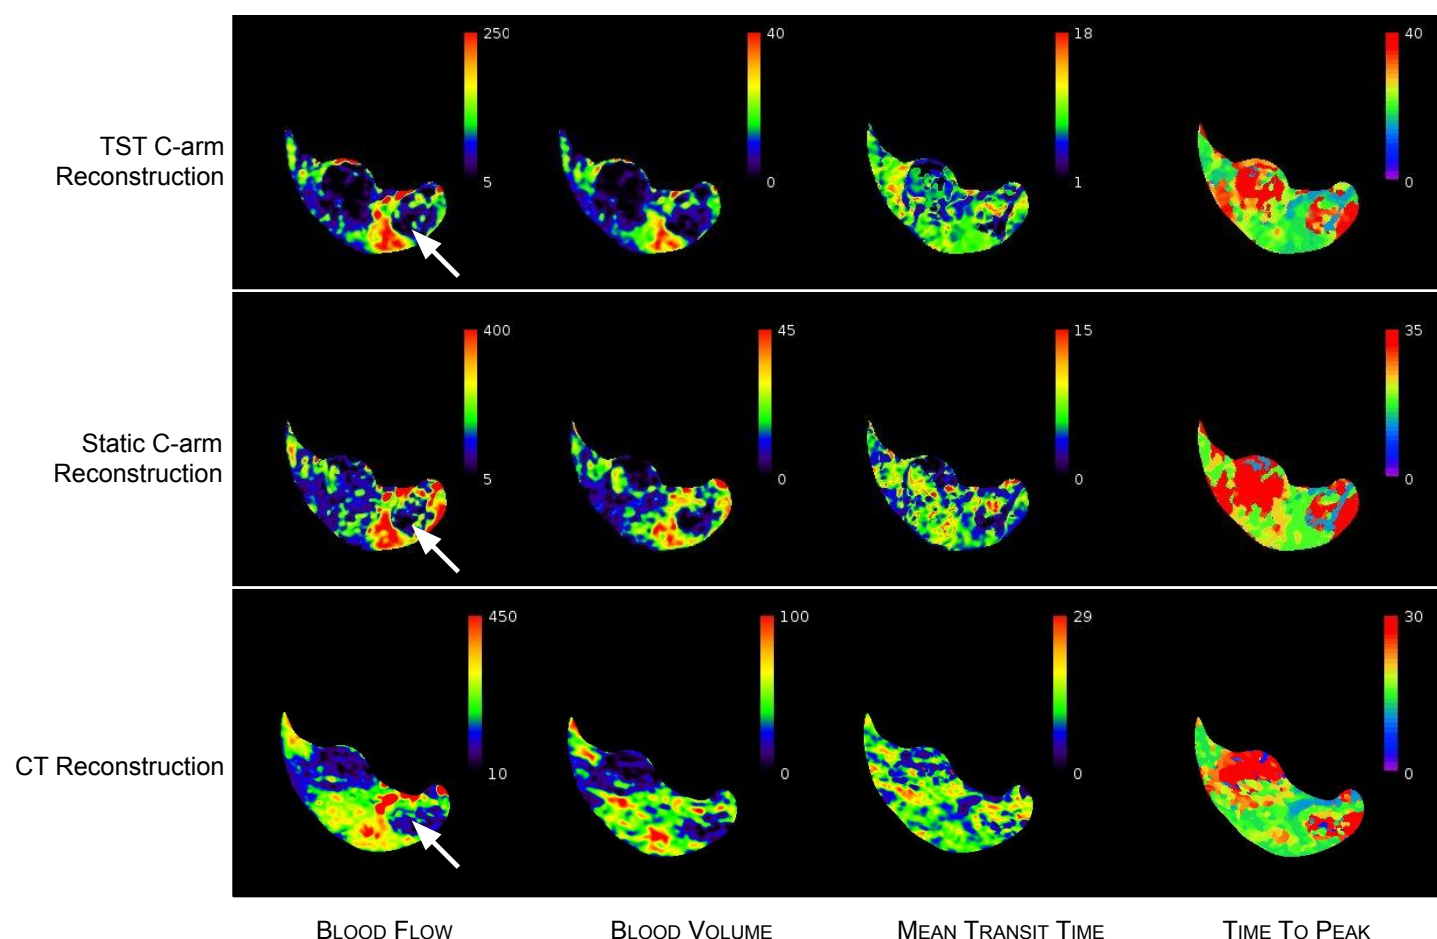 250
40
18
40
TST C-arm
Reconstruction
5
0
1
0
400
45
15
35
Static C-arm
Reconstruction
5
0
0
0
450
100
29
30
CT Reconstruction
10
0
0
0
BLOOD FLOW
BLOOD VOLUME
MEAN TRANSIT TIME
TIME TO PEAK